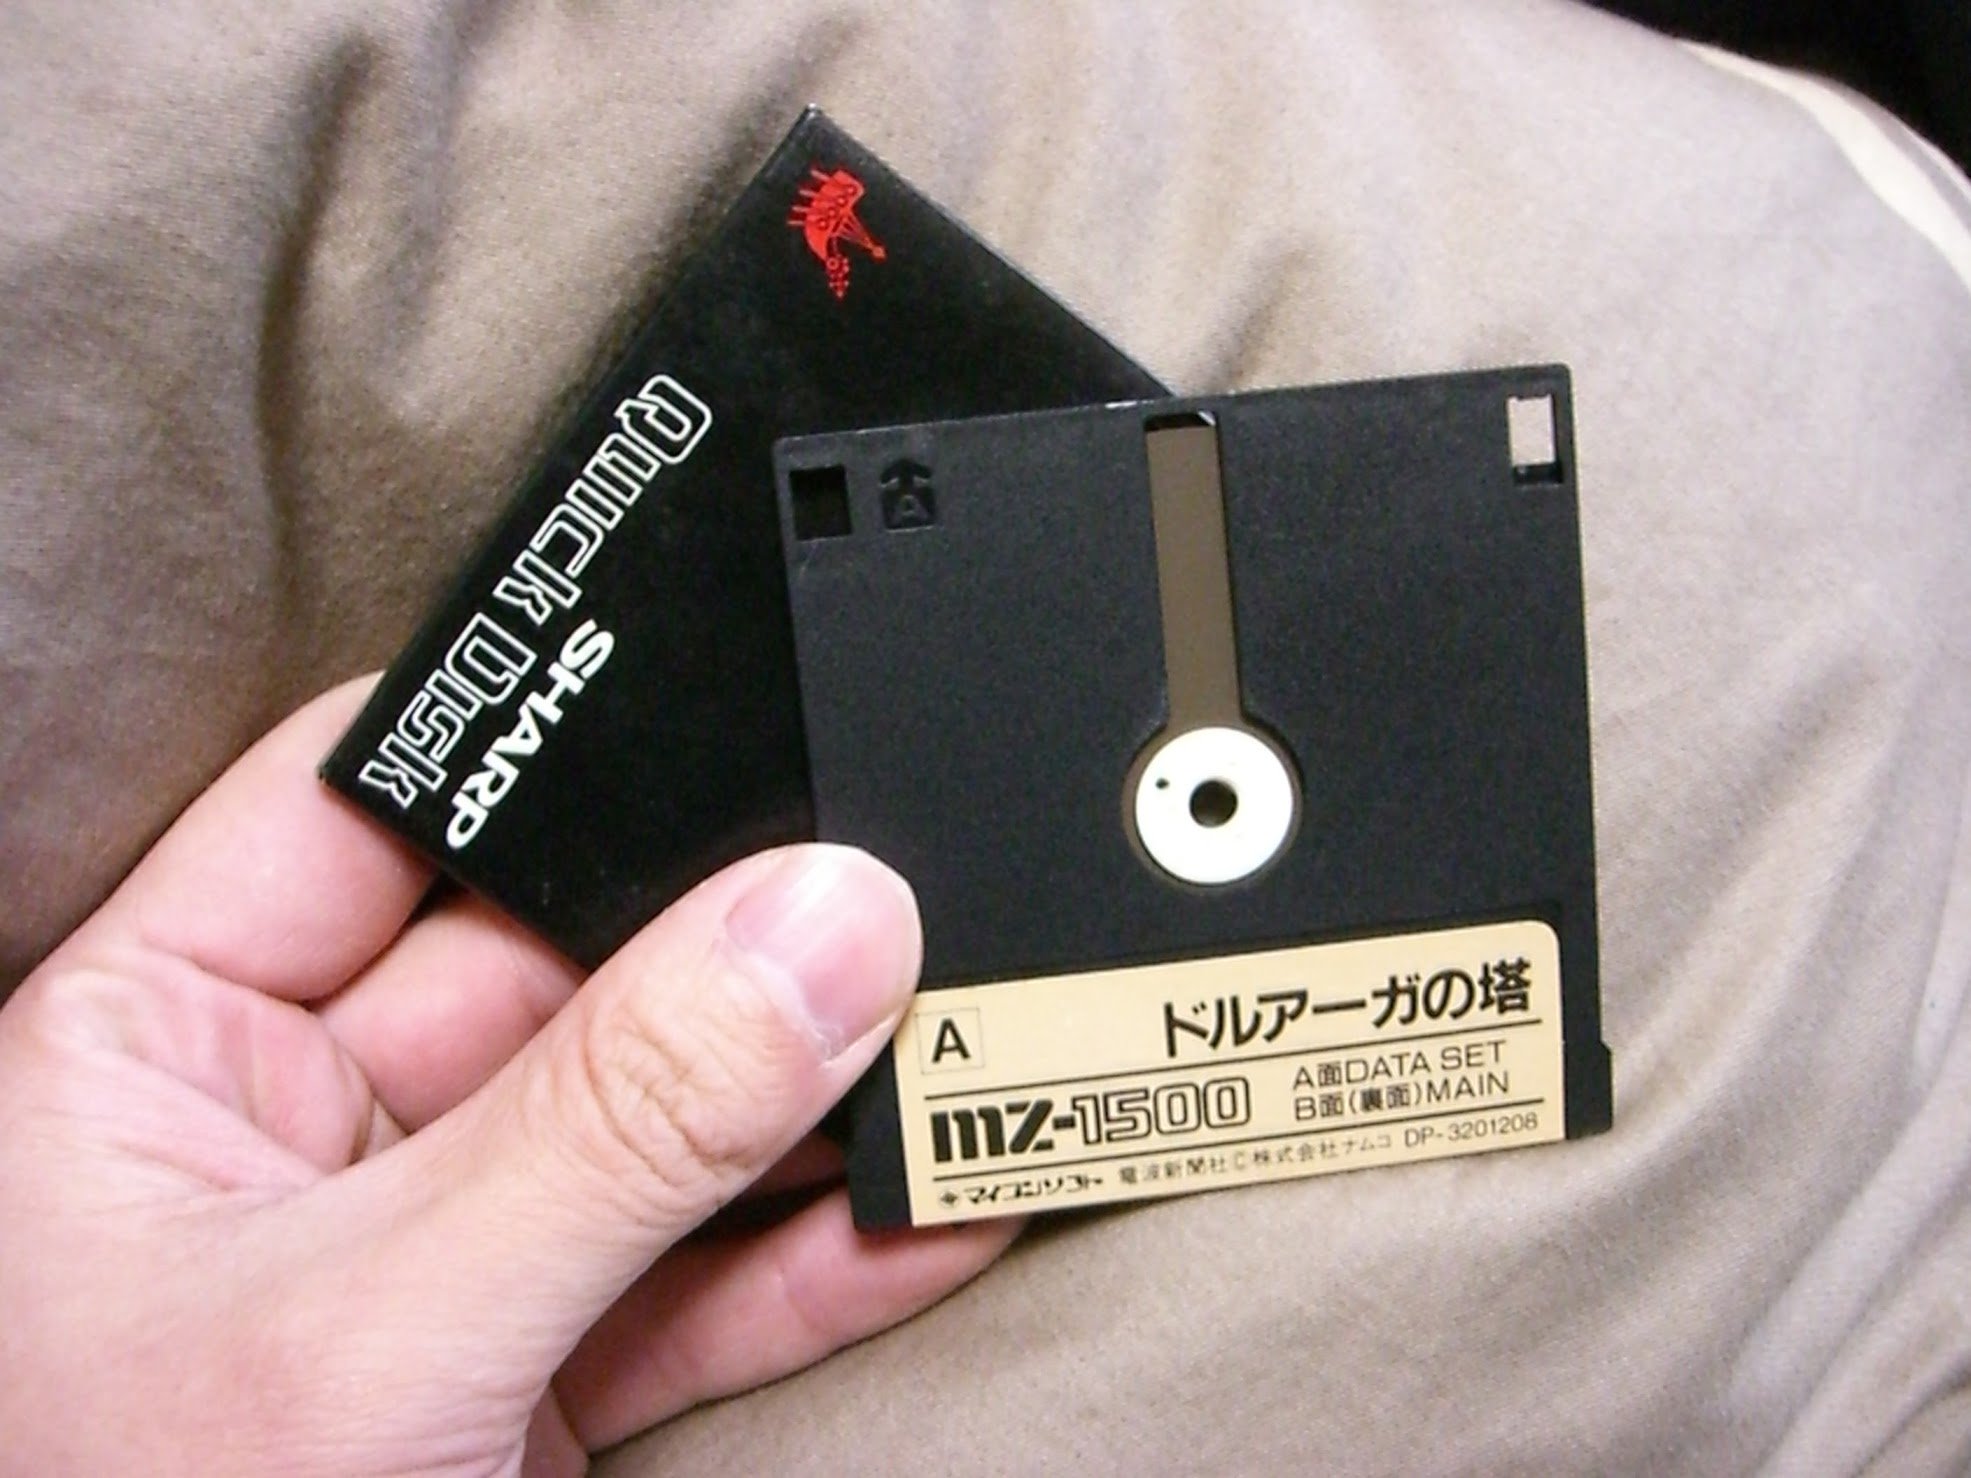 Quick Disk
SHARP
A
A
ドルアーガの塔
MZ-1500
A面DATA SET
B面(裏面)MAIN
マイコンソフト 電波新聞社©株式会社ナムコ DP-3201208